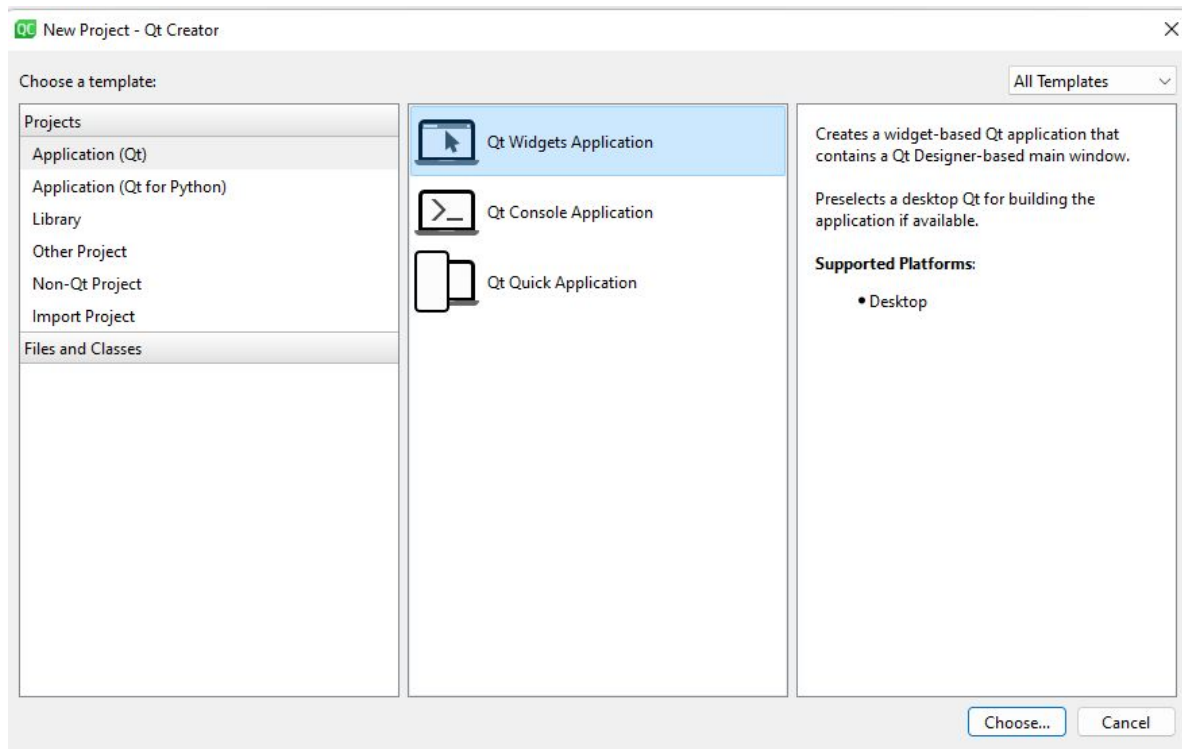 QC New Project - Qt Creator
Choose a template:
All Templates
Projects
Application (Qt)
Application (Qt for Python)
Library
Other Project
Non-Qt Project
Import Project
Files and Classes
Qt Widgets Application
Qt Console Application
Qt Quick Application
Creates a widget-based Qt application that
contains a Qt Designer-based main window.
Preselects a desktop Qt for building the
application if available.
Supported Platforms:
• Desktop
Choose...
Cancel